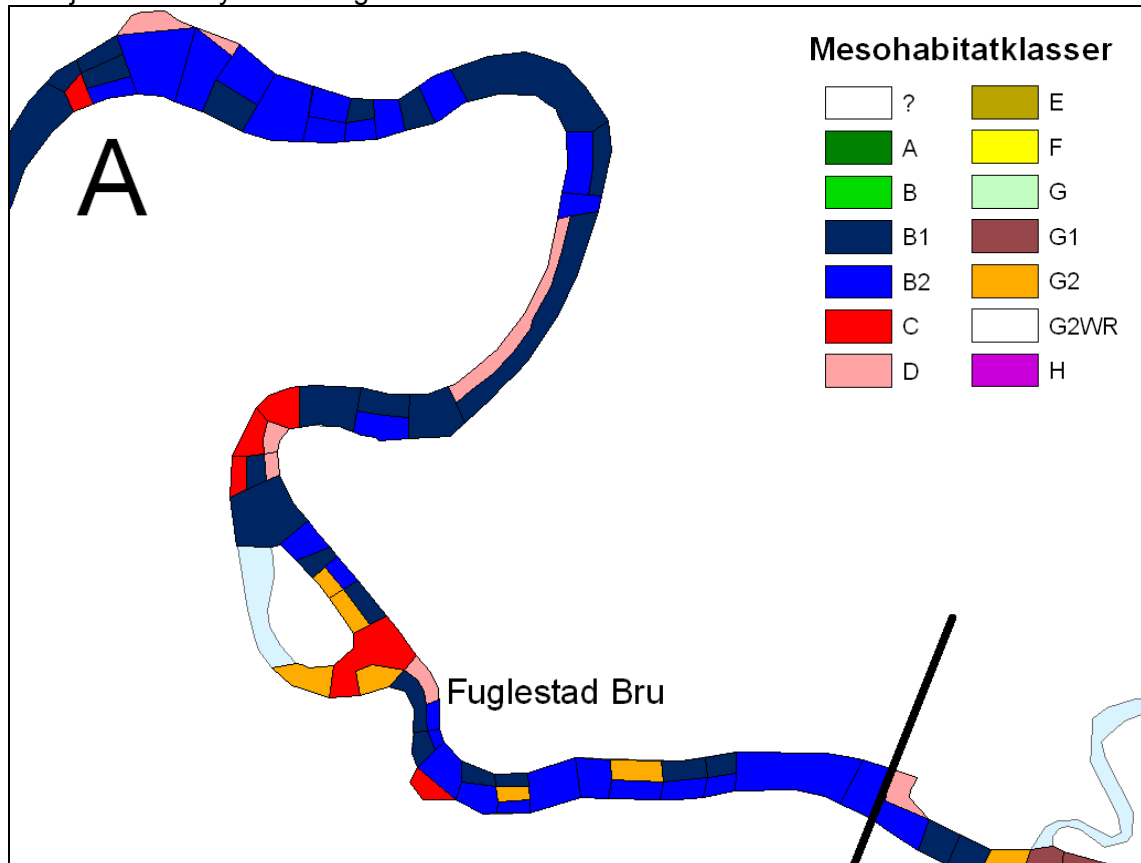 Mesohabitatklasser
?
A
B
B1
B2
C
D
E
F
G
G1
G2
G2WR
H
A
Fuglestad Bru